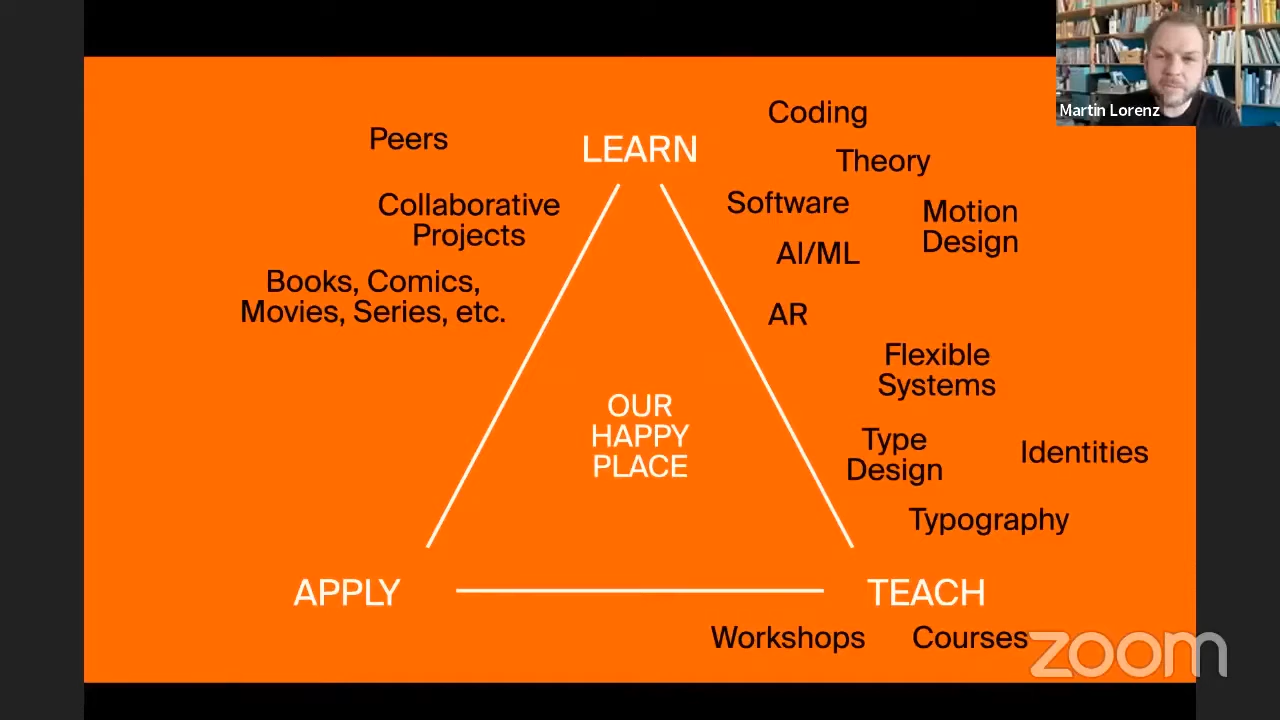 Martin Lorenz
Coding
Peers
LEARN
Theory
Collaborative
Projects
Software
Motion
Design
AI/ML
Books, Comics,
Movies, Series, etc.
AR
Flexible
Systems
OUR
HAPPY
PLACE
Type
Design
Identities
Typography
APPLY
TEACH
Workshops
Courses
zoom